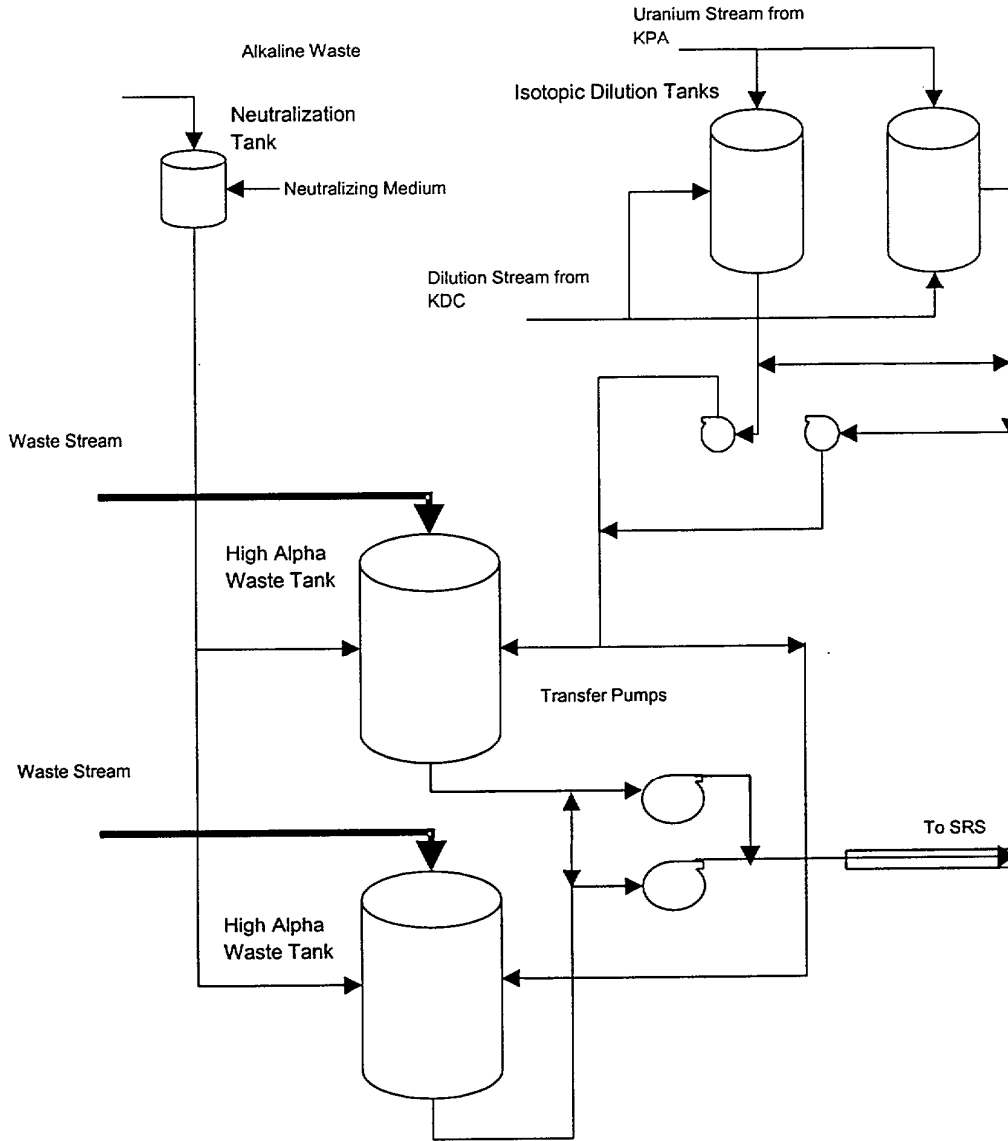 Uranium Stream from
KPA
Alkaline Waste
Isotopic Dilution Tanks
Neutralization
Tank
Neutralizing Medium
Dilution Stream from
KDC
Waste Stream
High Alpha
Waste Tank
Transfer Pumps
Waste Stream
To SRS
High Alpha
Waste Tank